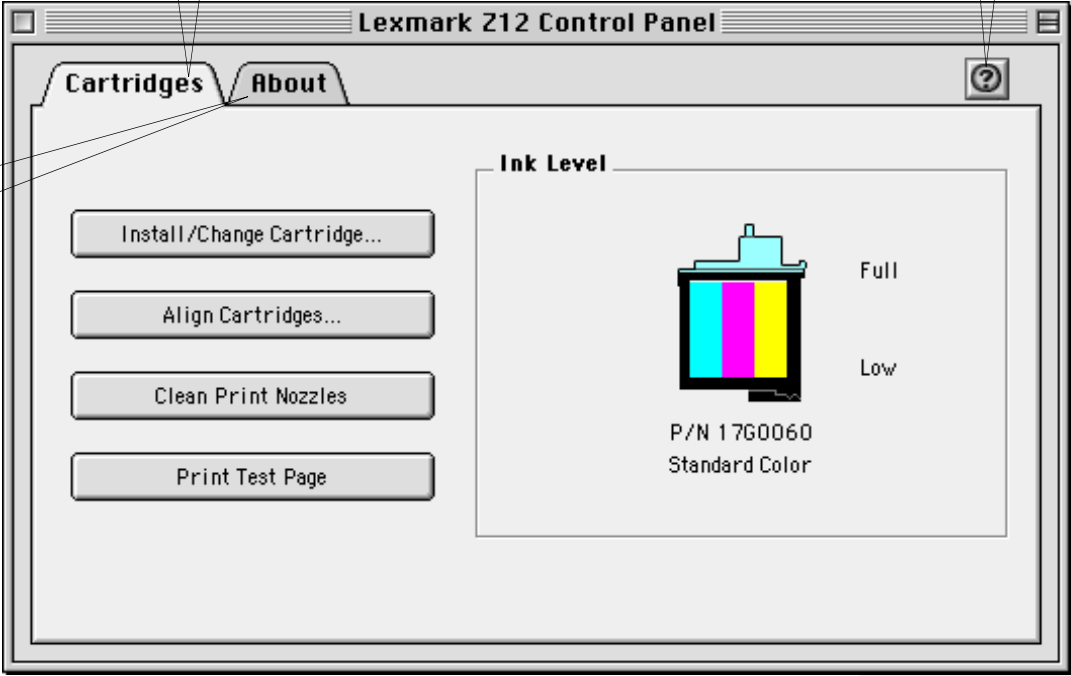 Lexmark Z12 Control Panel
Cartridges
About
?
Install/Change Cartridge...
Align Cartridges...
Clean Print Nozzles
Print Test Page
Ink Level
Full
Low
P/N 17G0060
Standard Color